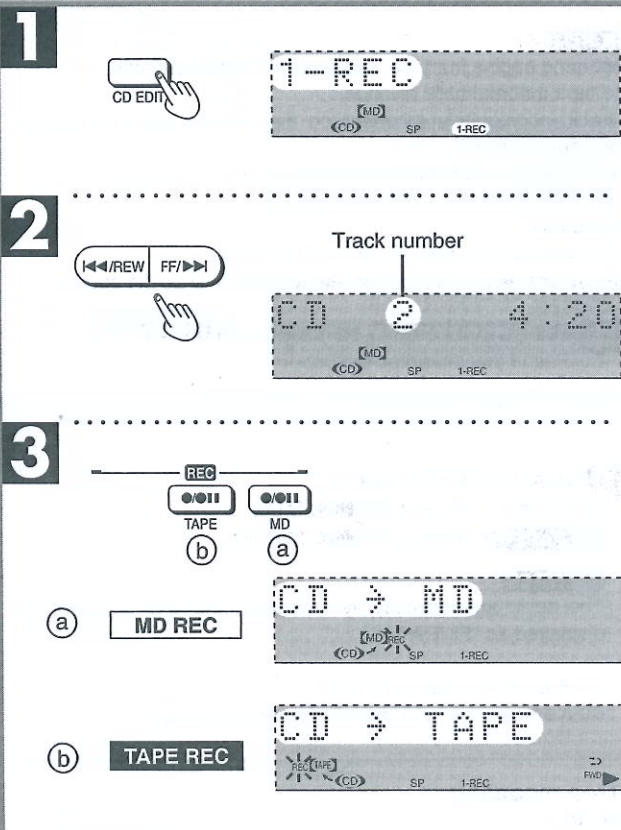 1
CD EDIT
1-REC
[MD]
(CD) SP 1-REC
2
⏮/REW FF/⏭
Track number
CD 2 4:20
[MD]
(CD) SP 1-REC
3
REC
●/●II ●/●II
TAPE MD
ⓑ ⓐ
ⓐ MD REC
CD → MD
[MD] REC
(CD) SP 1-REC
ⓑ TAPE REC
CD → TAPE
REC [TAPE]
(CD) SP 1-REC FWD